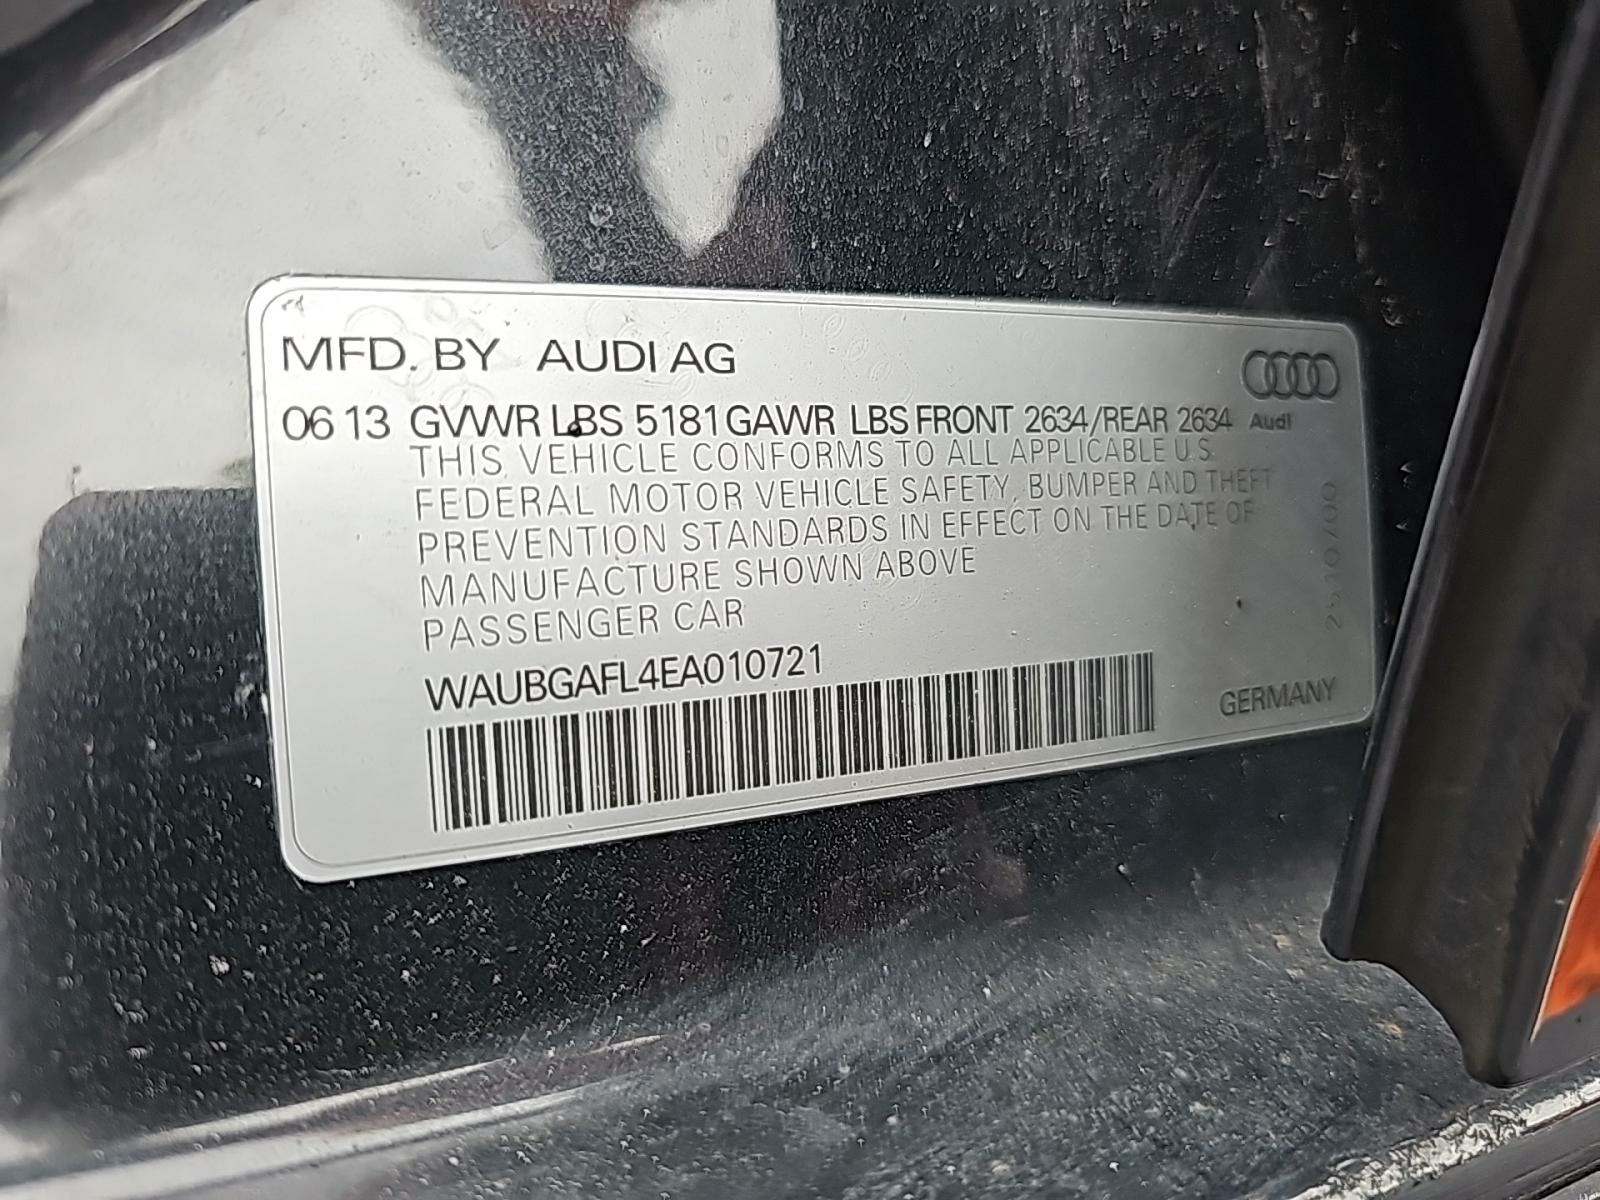 MFD. BY AUDI AG
06 13 GVWR LBS 5181 GAWR LBS FRONT 2634/REAR 2634
Audi
THIS VEHICLE CONFORMS TO ALL APPLICABLE U.S.
FEDERAL MOTOR VEHICLE SAFETY, BUMPER AND THEFT
PREVENTION STANDARDS IN EFFECT ON THE DATE OF
MANUFACTURE SHOWN ABOVE
PASSENGER CAR
WAUBGAFL4EA010721
GERMANY